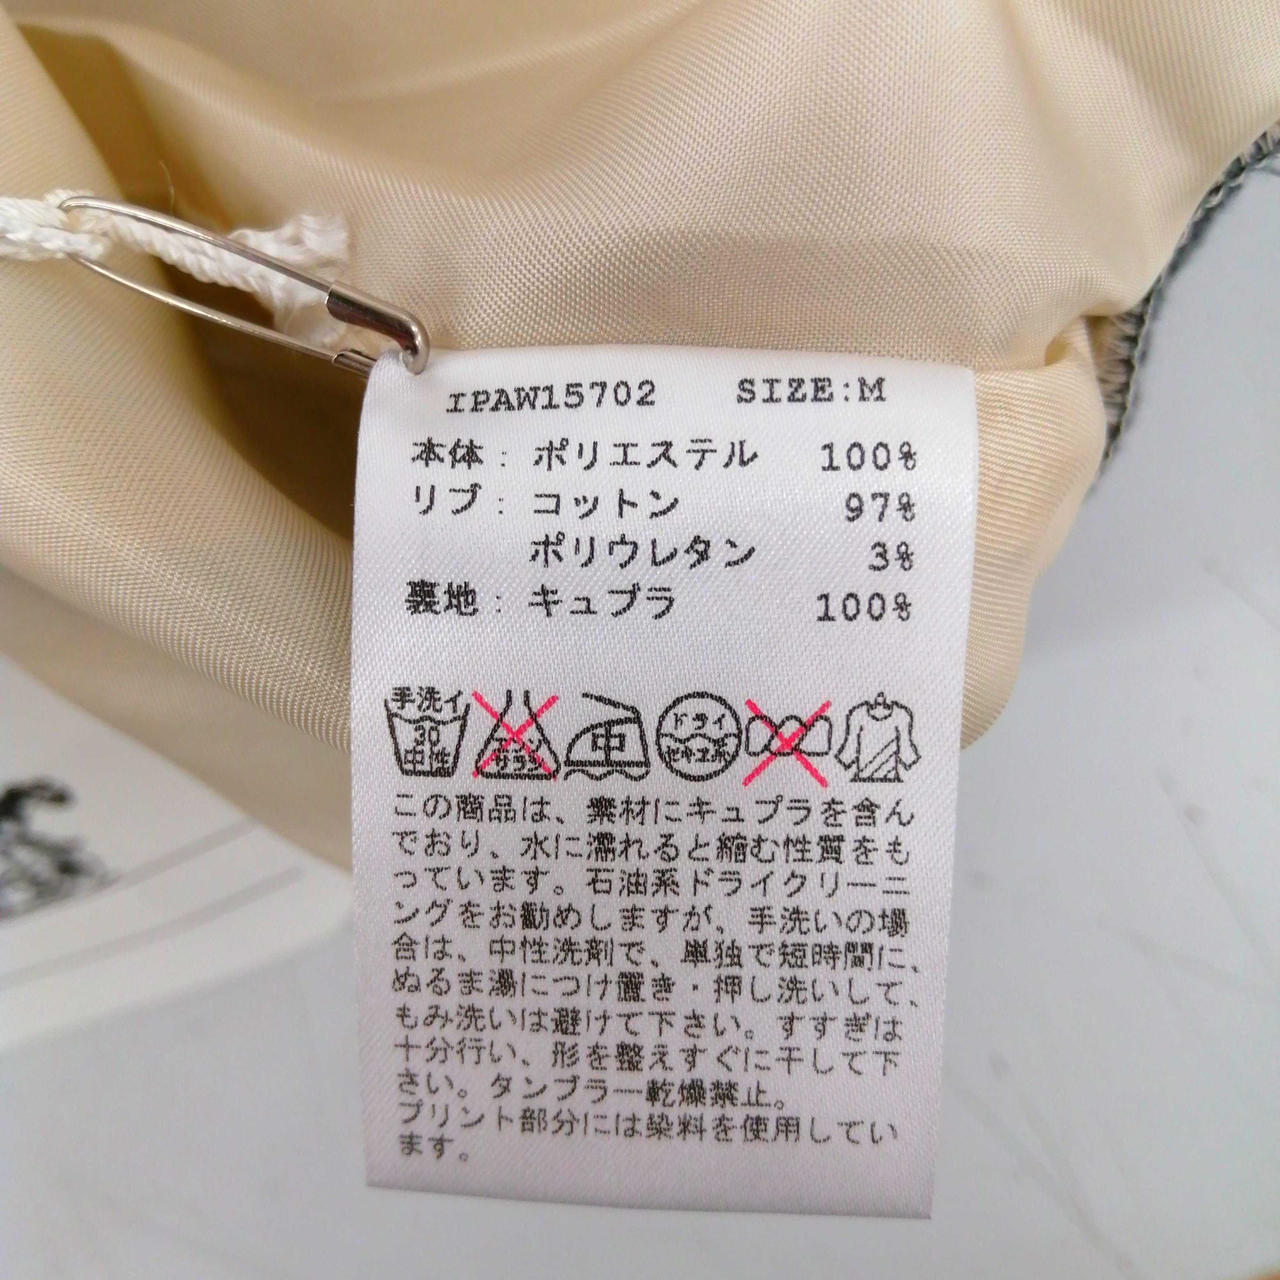 IPAW15702 SIZE:M
本体: ポリエステル 100%
リブ: コットン 97%
ポリウレタン 3%
裏地: キュブラ 100%
手洗イ 30 中性 エンソサラシ 中 ドライ セキユ系
この商品は、素材にキュプラを含ん
でおり、水に濡れると縮む性質をも
っています。石油系ドライクリーニ
ングをお勧めしますが、手洗いの場
合は、中性洗剤で、単独で短時間に、
ぬるま湯につけ置き・押し洗いして、
もみ洗いは避けて下さい。すすぎは
十分行い、形を整えすぐに干して下
さい。タンブラー乾燥禁止。
プリント部分には染料を使用してい
ます。